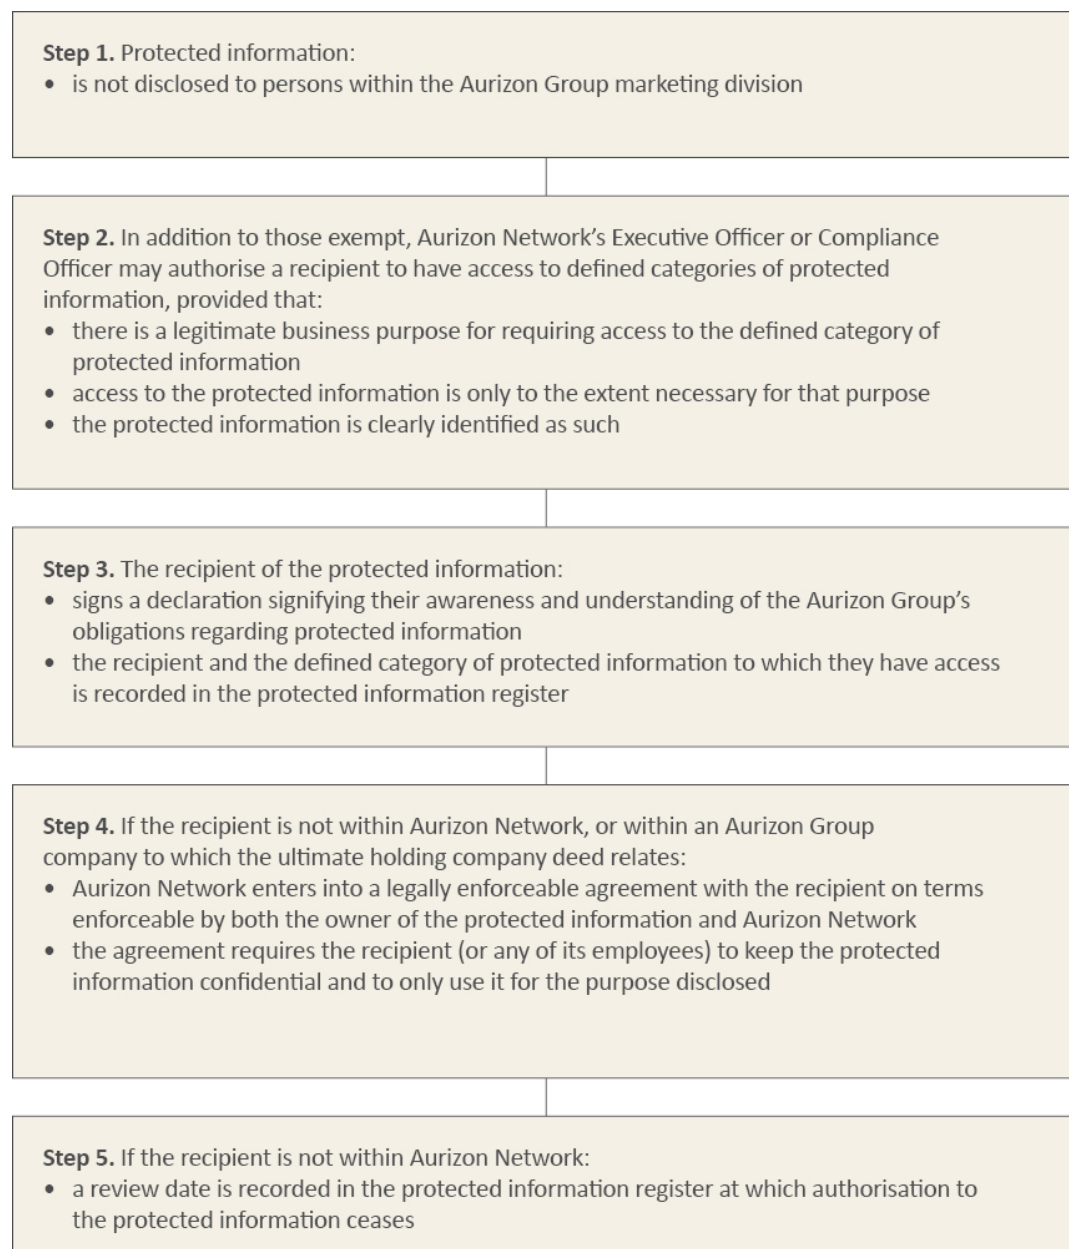 Step 1. Protected information:
• is not disclosed to persons within the Aurizon Group marketing division
Step 2. In addition to those exempt, Aurizon Network’s Executive Officer or Compliance
Officer may authorise a recipient to have access to defined categories of protected
information, provided that:
• there is a legitimate business purpose for requiring access to the defined category of
protected information
• access to the protected information is only to the extent necessary for that purpose
• the protected information is clearly identified as such
Step 3. The recipient of the protected information:
• signs a declaration signifying their awareness and understanding of the Aurizon Group’s
obligations regarding protected information
• the recipient and the defined category of protected information to which they have access
is recorded in the protected information register
Step 4. If the recipient is not within Aurizon Network, or within an Aurizon Group
company to which the ultimate holding company deed relates:
• Aurizon Network enters into a legally enforceable agreement with the recipient on terms
enforceable by both the owner of the protected information and Aurizon Network
• the agreement requires the recipient (or any of its employees) to keep the protected
information confidential and to only use it for the purpose disclosed
Step 5. If the recipient is not within Aurizon Network:
• a review date is recorded in the protected information register at which authorisation to
the protected information ceases